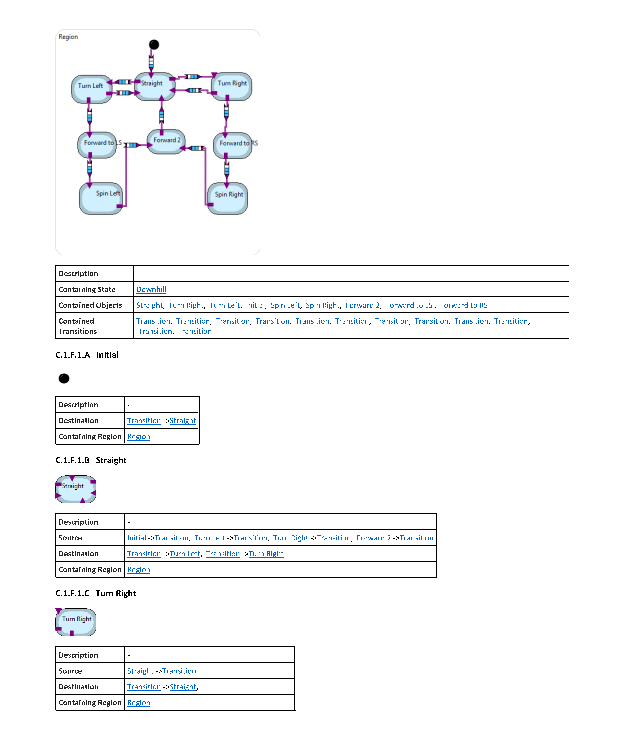 Region
Turn Left
Straight
Turn Right
Forward to LS
Forward 2
Forward to RS
Spin Left
Spin Right
Description
Containing State Downhill
Contained Objects Straight, Turn Right, Turn Left, Initial, Spin Left, Spin Right, Forward 2, Forward to LS, Forward to RS
Contained Transitions Transition, Transition, Transition, Transition, Transition, Transition, Transition, Transition, Transition, Transition,
Transition, Transition
C.1.F.1.A Initial
Description -
Destination Transition->Straight
Containing Region Region
C.1.F.1.B Straight
Straight
Description -
Source Initial->Transition, Turn Left->Transition, Turn Right->Transition, Forward 2->Transition
Destination Transition->Turn Left, Transition->Turn Right
Containing Region Region
C.1.F.1.C Turn Right
Turn Right
Description -
Source Straight->Transition
Destination Transition->Straight,
Containing Region Region